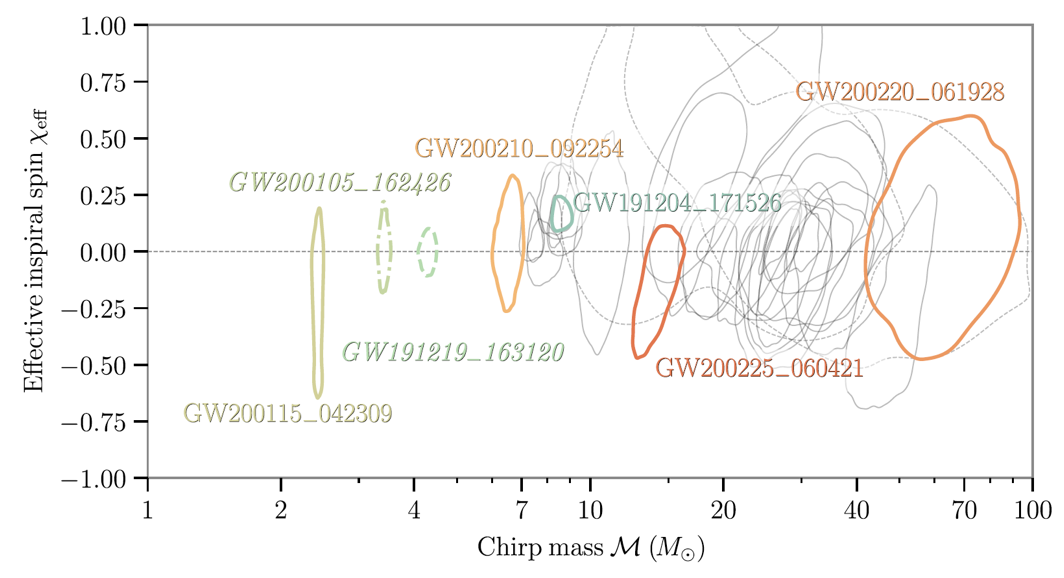 1.00
0.75
0.50
0.25
0.00
−0.25
−0.50
−0.75
−1.00
Effective inspiral spin χeff
GW200220_061928
GW200210_092254
GW200105_162426
GW191204_171526
GW191219_163120
GW200225_060421
GW200115_042309
1 2 4 7 10 20 40 70 100
Chirp mass ℳ (M⊙)